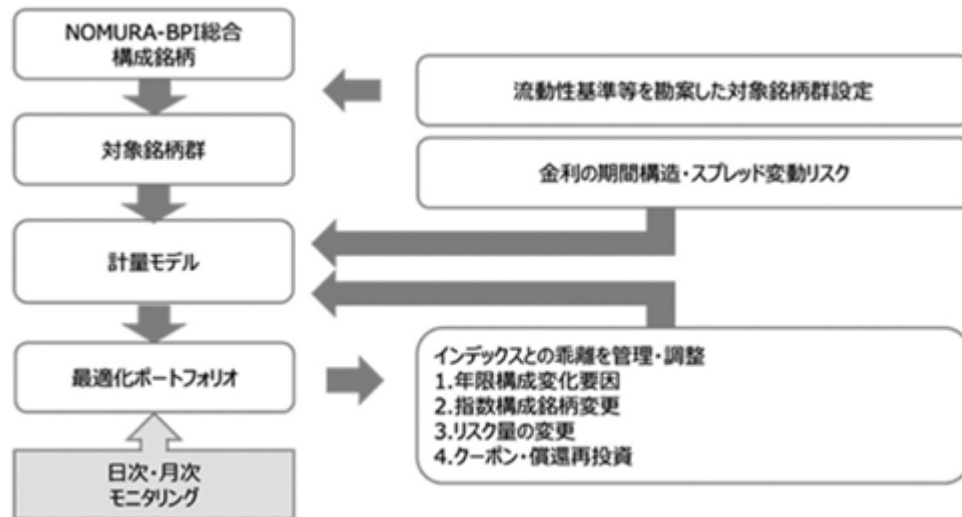 NOMURA-BPI総合
構成銘柄
流動性基準等を勘案した対象銘柄群設定
対象銘柄群
金利の期間構造・スプレッド変動リスク
計量モデル
最適化ポートフォリオ
インデックスとの乖離を管理・調整
1.年限構成変化要因
2.指数構成銘柄変更
3.リスク量の変更
4.クーポン・償還再投資
日次・月次
モニタリング